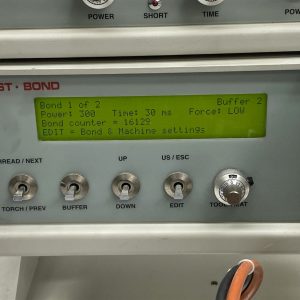 POWER
SHORT
TIME
ST·BOND
Bond 1 of 2 Buffer 2
Power: 300 Time: 30 ms Force: LOW
Bond counter = 16129
EDIT = Bond & Machine settings
THREAD / NEXT
UP
US / ESC
TORCH / PREV
BUFFER
DOWN
EDIT